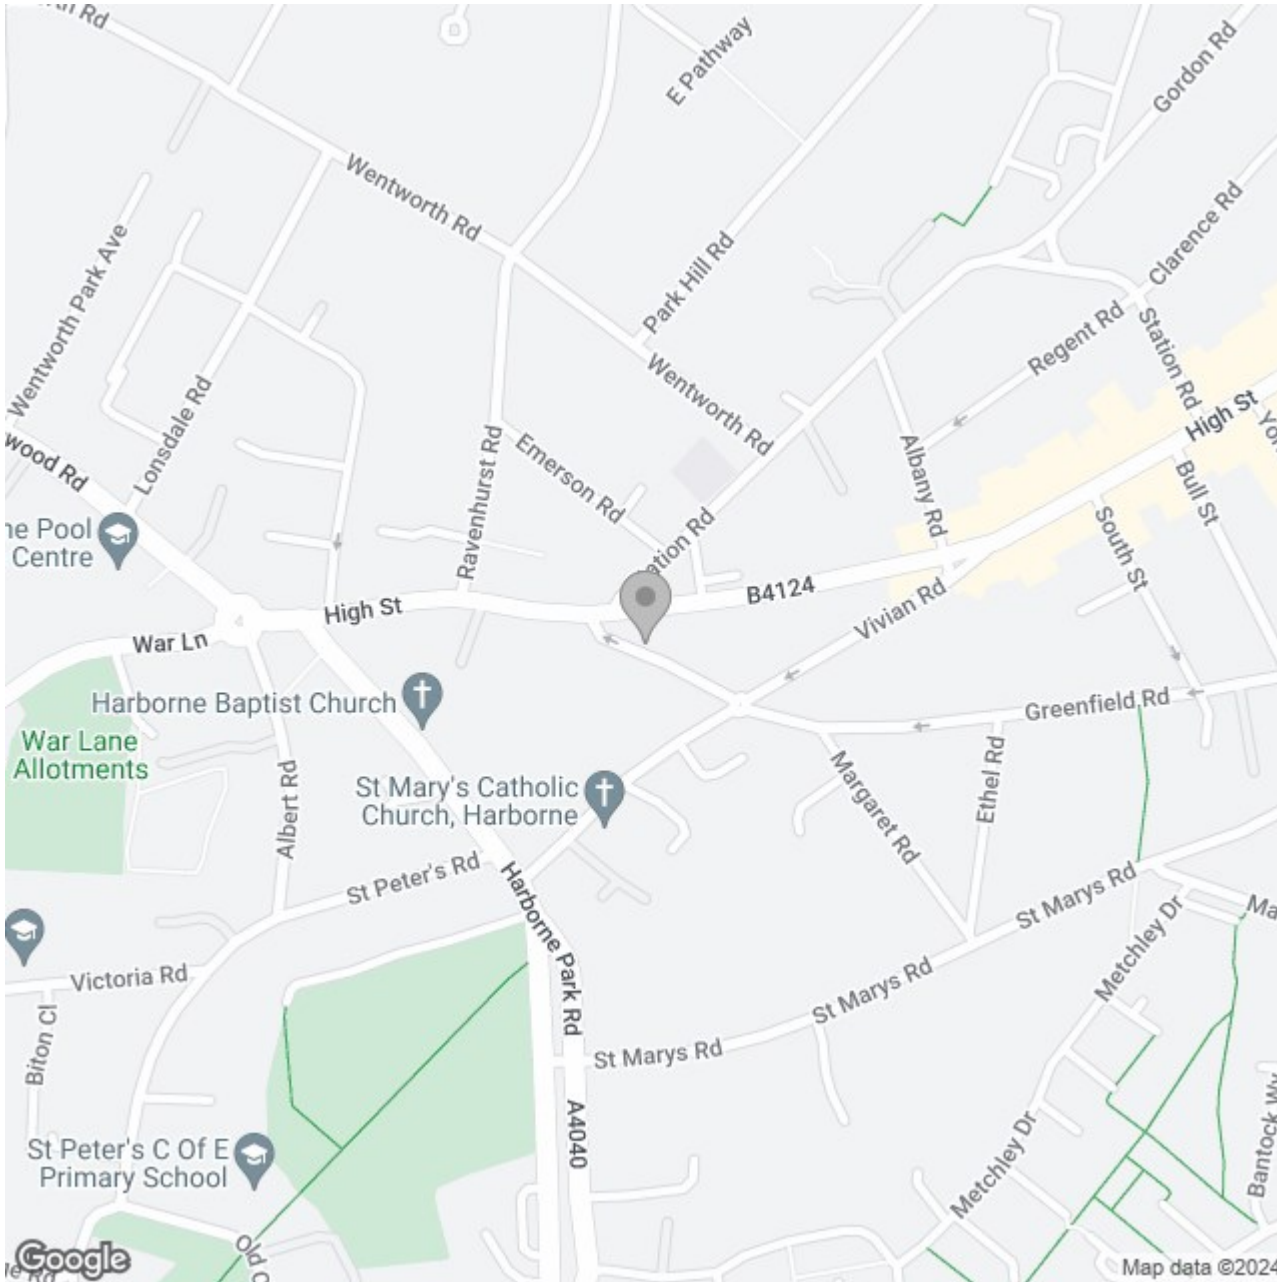 E Pathway
Gordon Rd
Wentworth Rd
Clarence Rd
Wentworth Park Ave
Park Hill Rd
Regent Rd
Station Rd
Lonsdale Rd
Wentworth Rd
High St
Ravenhurst Rd
Emerson Rd
Albany Rd
Bull St
South St
Centre
Pool
High St
B4124
Vivian Rd
War Ln
Harborne Baptist Church
Greenfield Rd
War Lane
Allotments
St Mary's Catholic
Church, Harborne
Albert Rd
Margaret Rd
Ethel Rd
St Peter's Rd
Harborne Park Rd
St Marys Rd
Metchley Dr
Victoria Rd
St Marys Rd
Biton Cl
St Marys Rd
A4040
Metchley Dr
Bantock Wy
St Peter's C Of E
Primary School
Google
Map data ©2024